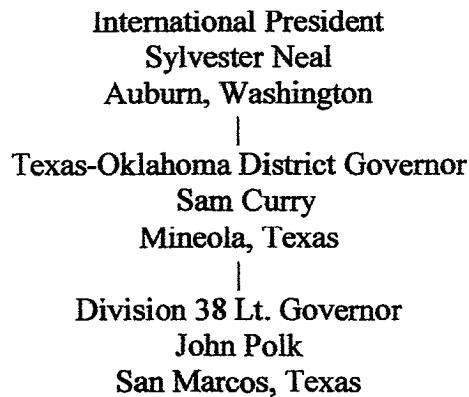 International President
Sylvester Neal
Auburn, Washington
Texas-Oklahoma District Governor
Sam Curry
Mineola, Texas
Division 38 Lt. Governor
John Polk
San Marcos, Texas